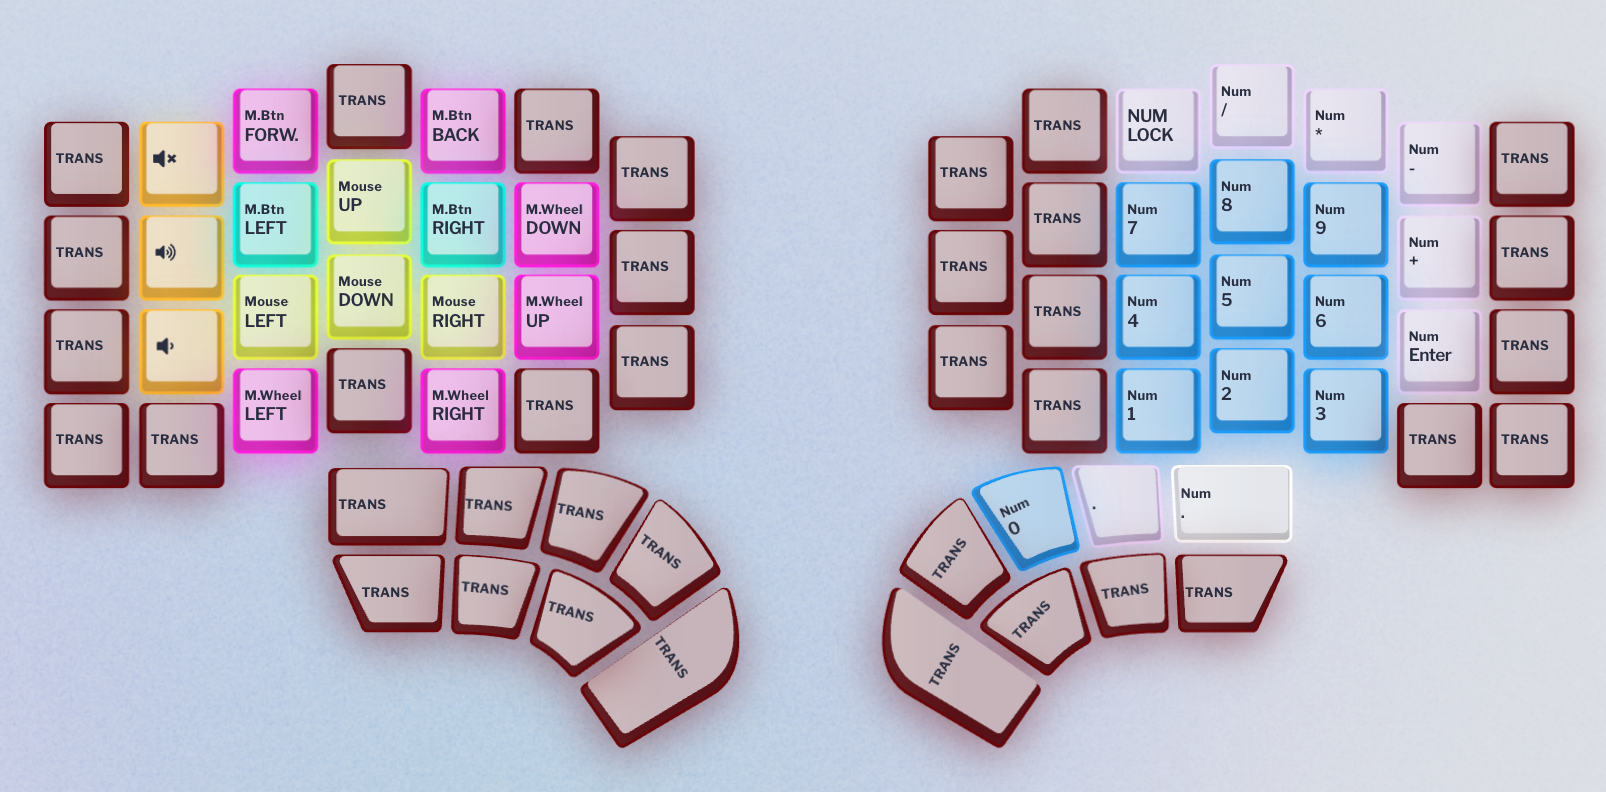 TRANS
M.Btn
FORW.
TRANS
M.Btn
BACK
TRANS
TRANS
TRANS
M.Btn
LEFT
Mouse
UP
M.Btn
RIGHT
M.Wheel
DOWN
TRANS
TRANS
Mouse
LEFT
Mouse
DOWN
Mouse
RIGHT
M.Wheel
UP
TRANS
TRANS
TRANS
M.Wheel
LEFT
TRANS
M.Wheel
RIGHT
TRANS
TRANS
TRANS
TRANS
TRANS
TRANS
TRANS
TRANS
TRANS
TRANS
TRANS
NUM
LOCK
Num
/
Num
*
Num
-
TRANS
TRANS
TRANS
Num
7
Num
8
Num
9
Num
+
TRANS
TRANS
TRANS
Num
4
Num
5
Num
6
Num
Enter
TRANS
TRANS
TRANS
Num
1
Num
2
Num
3
TRANS
TRANS
TRANS
Num
0
.
Num
.
TRANS
TRANS
TRANS
TRANS